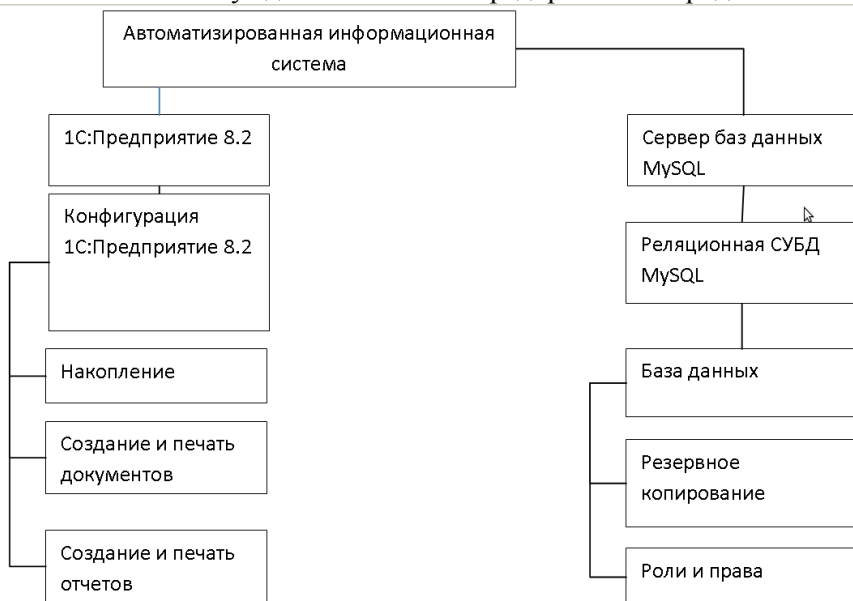 Автоматизированная информационная
система
1С:Предприятие 8.2
Конфигурация
1С:Предприятие 8.2
Накопление
Создание и печать
документов
Создание и печать
отчетов
Сервер баз данных
MySQL
Реляционная СУБД
MySQL
База данных
Резервное
копирование
Роли и права